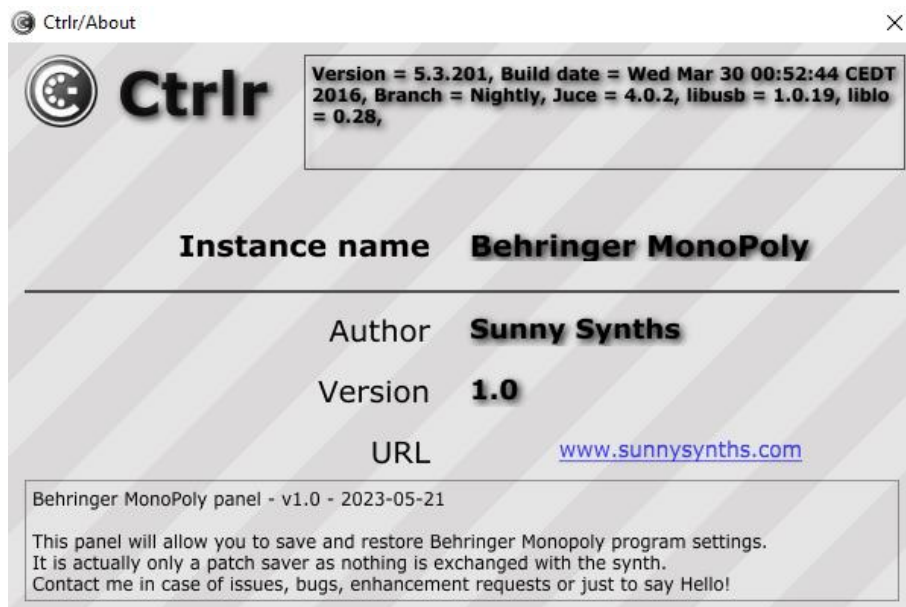 Ctrlr/About
Ctrlr
Version = 5.3.201, Build date = Wed Mar 30 00:52:44 CEDT
2016, Branch = Nightly, Juce = 4.0.2, libusb = 1.0.19, liblo
= 0.28,
Instance name Behringer MonoPoly
Author Sunny Synths
Version 1.0
URL www.sunnysynths.com
Behringer MonoPoly panel - v1.0 - 2023-05-21
This panel will allow you to save and restore Behringer Monopoly program settings.
It is actually only a patch saver as nothing is exchanged with the synth.
Contact me in case of issues, bugs, enhancement requests or just to say Hello!